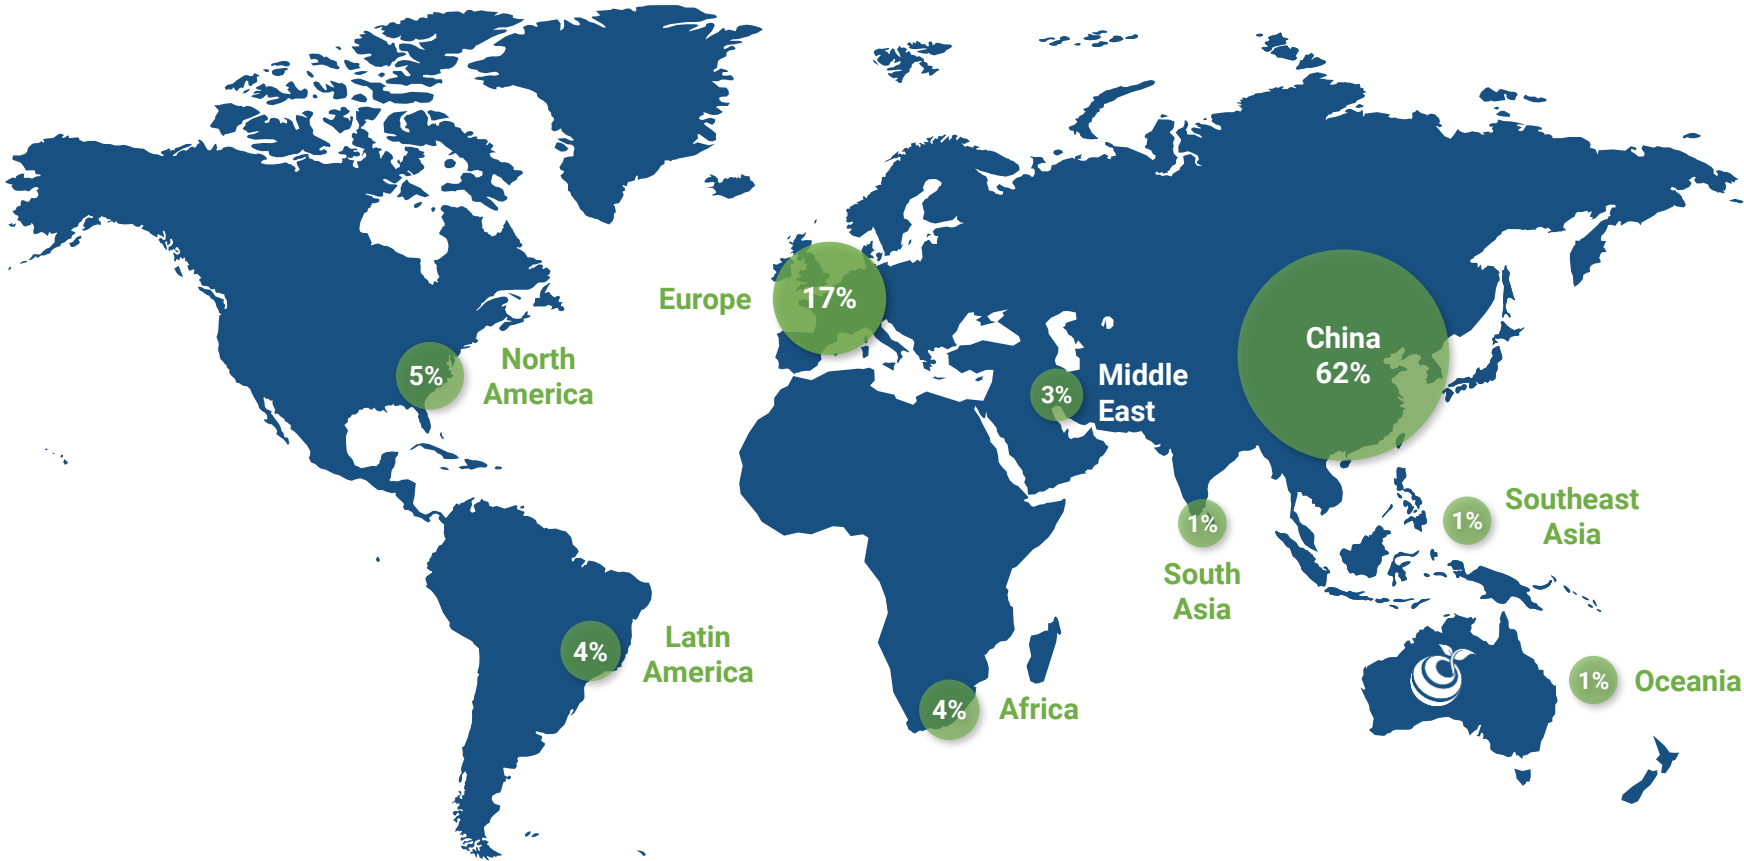 Europe
17%
China
62%
5%
North
America
3%
Middle
East
1%
South
Asia
1%
Southeast
Asia
4%
Latin
America
4%
Africa
1%
Oceania